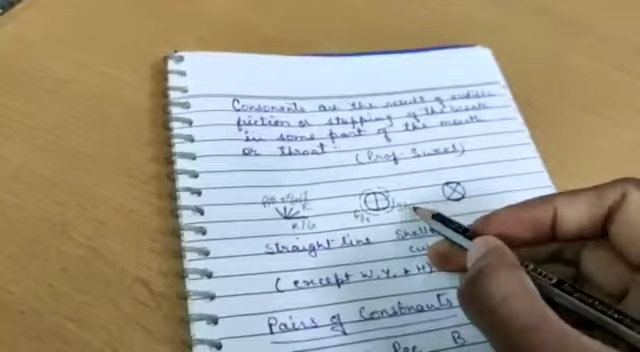 Consonants are the result of audible
friction or stopping of the breath
in some part of the mouth
or throat. (Prof. Sweet)
K/G
Straight line
(except W, Y, & H)
Pairs of Consonants
Pee B